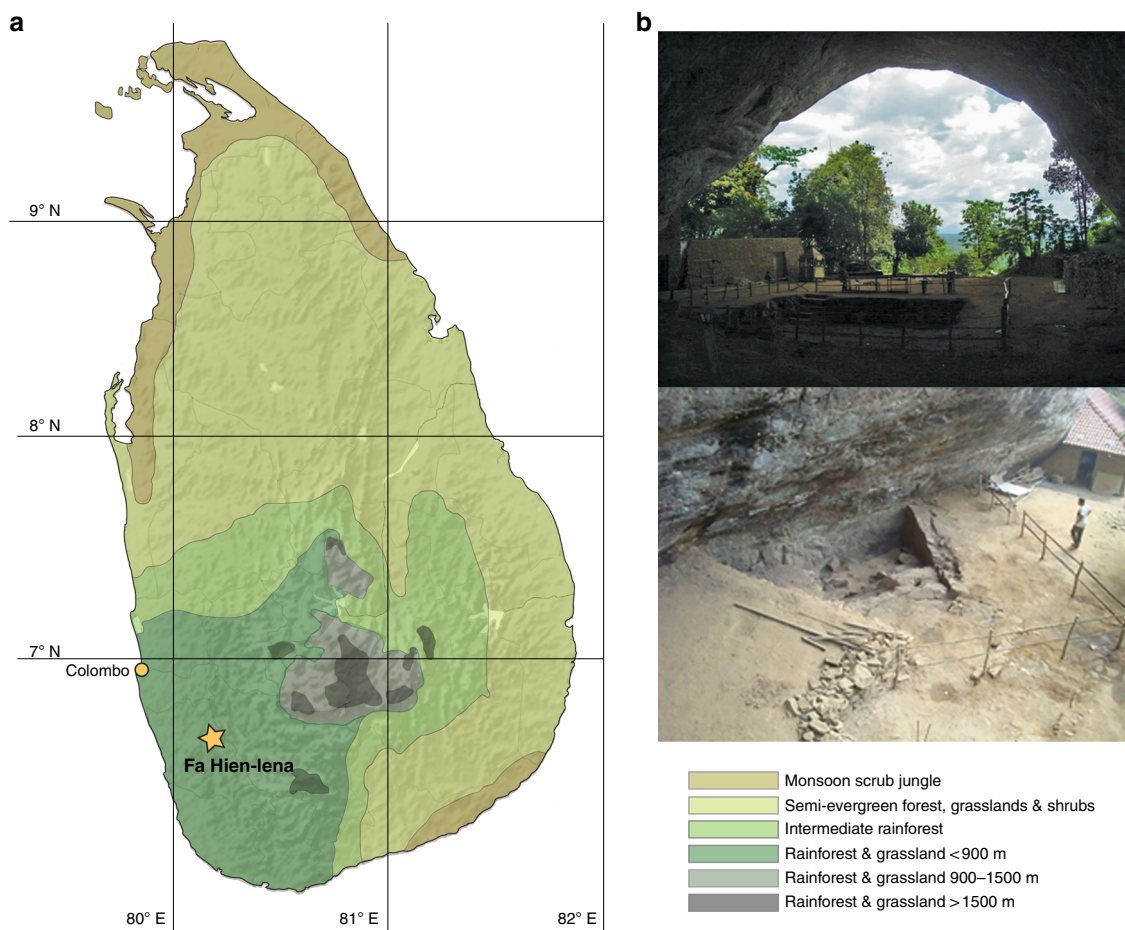 a
b
9° N
8° N
7° N
Colombo
Fa Hien-lena
80° E
81° E
82° E
Monsoon scrub jungle
Semi-evergreen forest, grasslands & shrubs
Intermediate rainforest
Rainforest & grassland <900 m
Rainforest & grassland 900–1500 m
Rainforest & grassland >1500 m